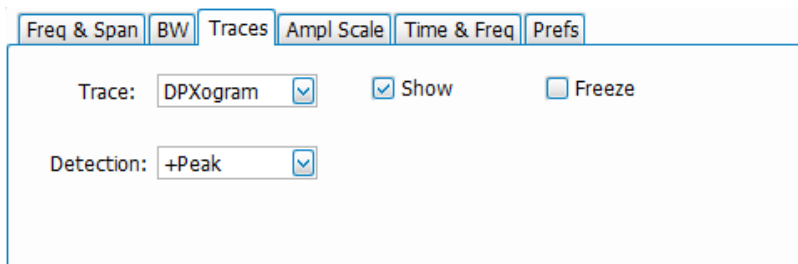 Freq & Span BW Traces Ampl Scale Time & Freq Prefs
Trace: DPXogram Show Freeze
Detection: +Peak